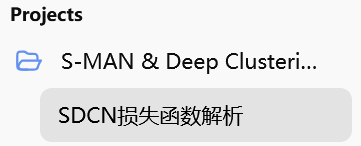 Projects
S-MAN & Deep Clusteri...
SDCN损失函数解析